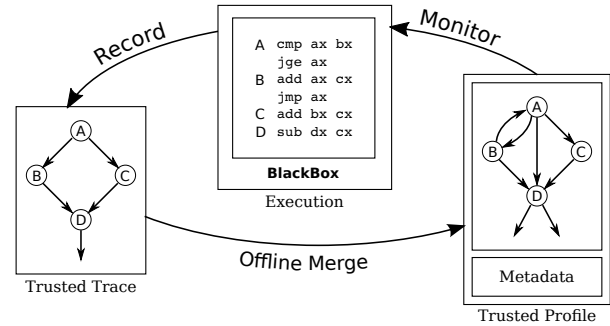 Record
Monitor
A cmp ax bx
jge ax
B add ax cx
jmp ax
C add bx cx
D sub dx cx
BlackBox
Execution
A
B
C
D
Trusted Trace
Offline Merge
A
B
C
D
Metadata
Trusted Profile